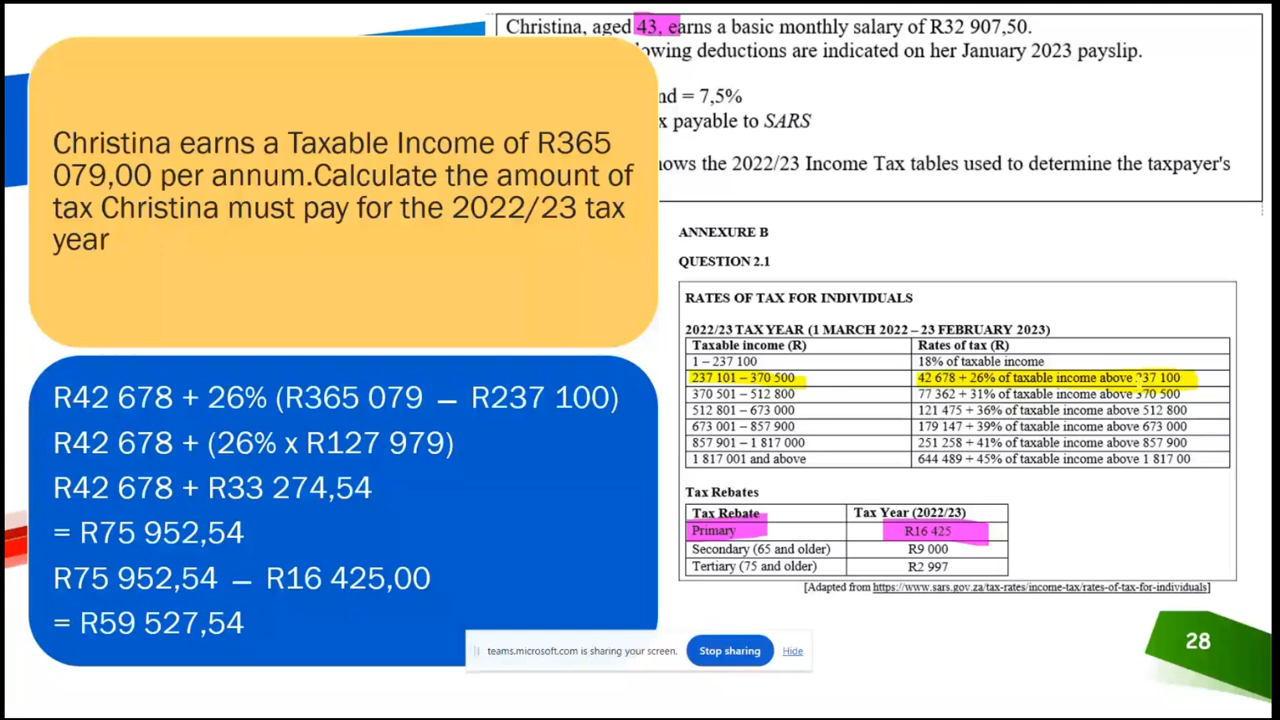 Christina, aged 43, earns a basic monthly salary of R32 907,50.
owing deductions are indicated on her January 2023 payslip.
nd = 7,5%
x payable to SARS
ows the 2022/23 Income Tax tables used to determine the taxpayer's
Christina earns a Taxable Income of R365
079,00 per annum.Calculate the amount of
tax Christina must pay for the 2022/23 tax
year
R42 678 + 26% (R365 079 – R237 100)
R42 678 + (26% x R127 979)
R42 678 + R33 274,54
= R75 952,54
R75 952,54 – R16 425,00
= R59 527,54
ANNEXURE B
QUESTION 2.1
RATES OF TAX FOR INDIVIDUALS
2022/23 TAX YEAR (1 MARCH 2022 – 23 FEBRUARY 2023)
Taxable income (R) Rates of tax (R)
1 – 237 100 18% of taxable income
237 101 – 370 500 42 678 + 26% of taxable income above 237 100
370 501 – 512 800 77 362 + 31% of taxable income above 370 500
512 801 – 673 000 121 475 + 36% of taxable income above 512 800
673 001 – 857 900 179 147 + 39% of taxable income above 673 000
857 901 – 1 817 000 251 258 + 41% of taxable income above 857 900
1 817 001 and above 644 489 + 45% of taxable income above 1 817 00
Tax Rebates
Tax Rebate Tax Year (2022/23)
Primary R16 425
Secondary (65 and older) R9 000
Tertiary (75 and older) R2 997
[Adapted from https://www.sars.gov.za/tax-rates/income-tax/rates-of-tax-for-individuals]
28
teams.microsoft.com is sharing your screen. Stop sharing Hide